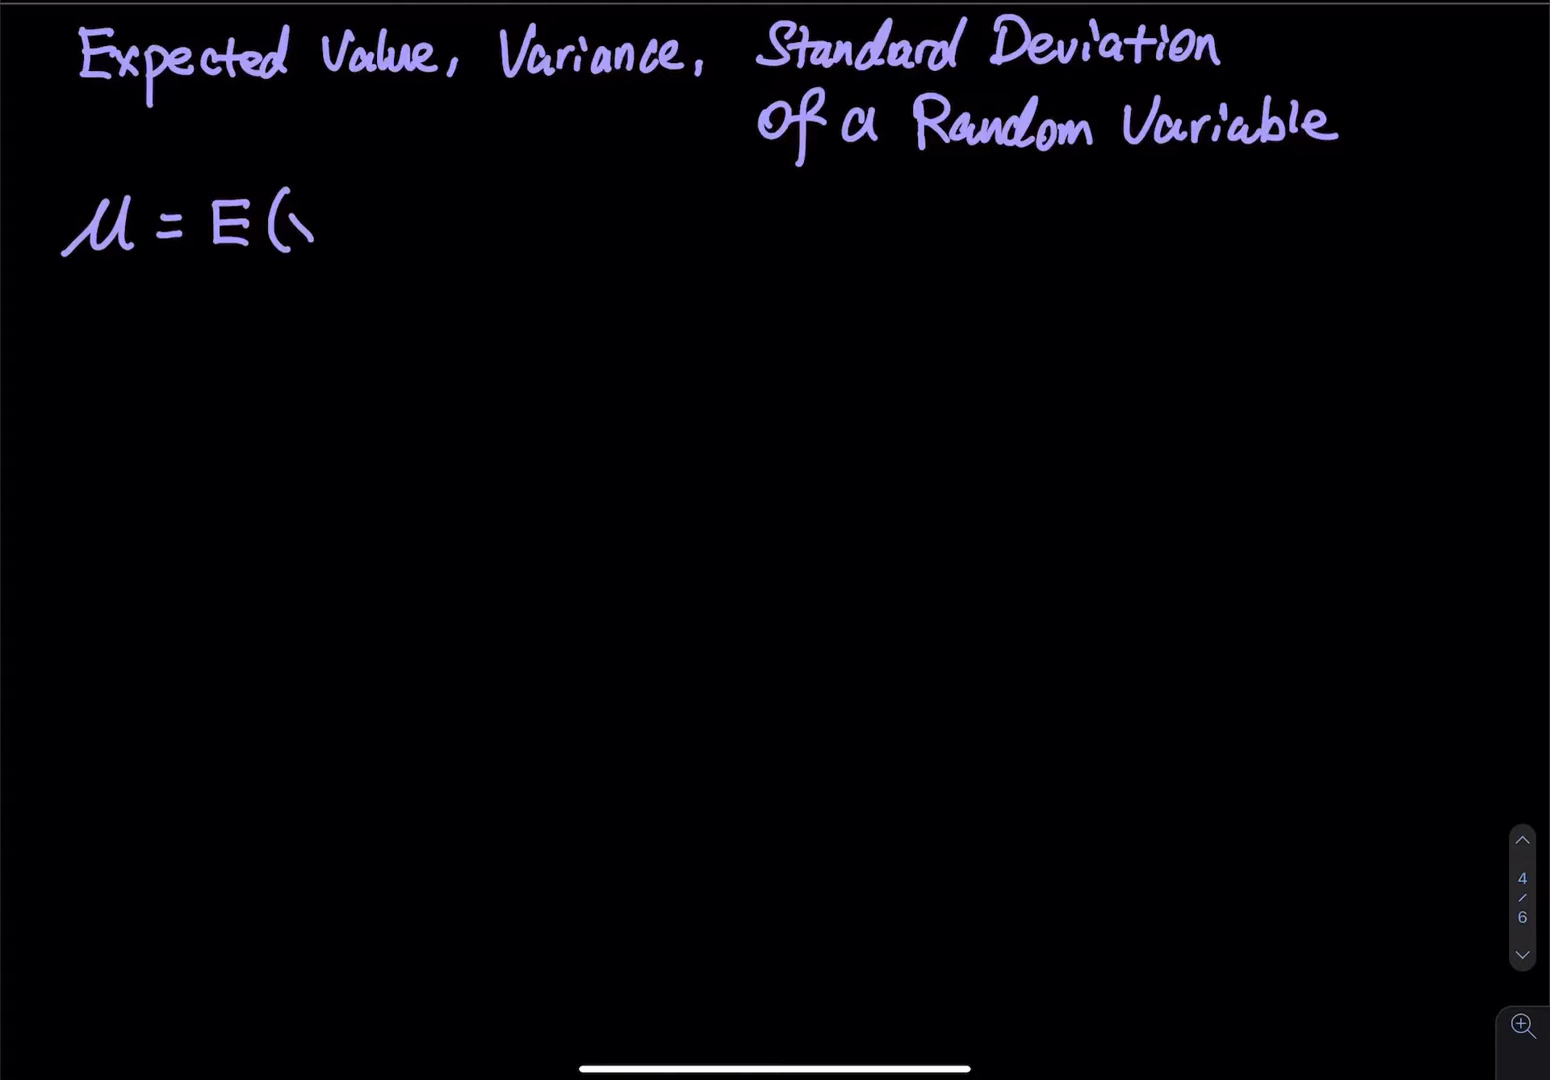 Expected Value, Variance, Standard Deviation
of a Random Variable
μ = E(
4
/
6